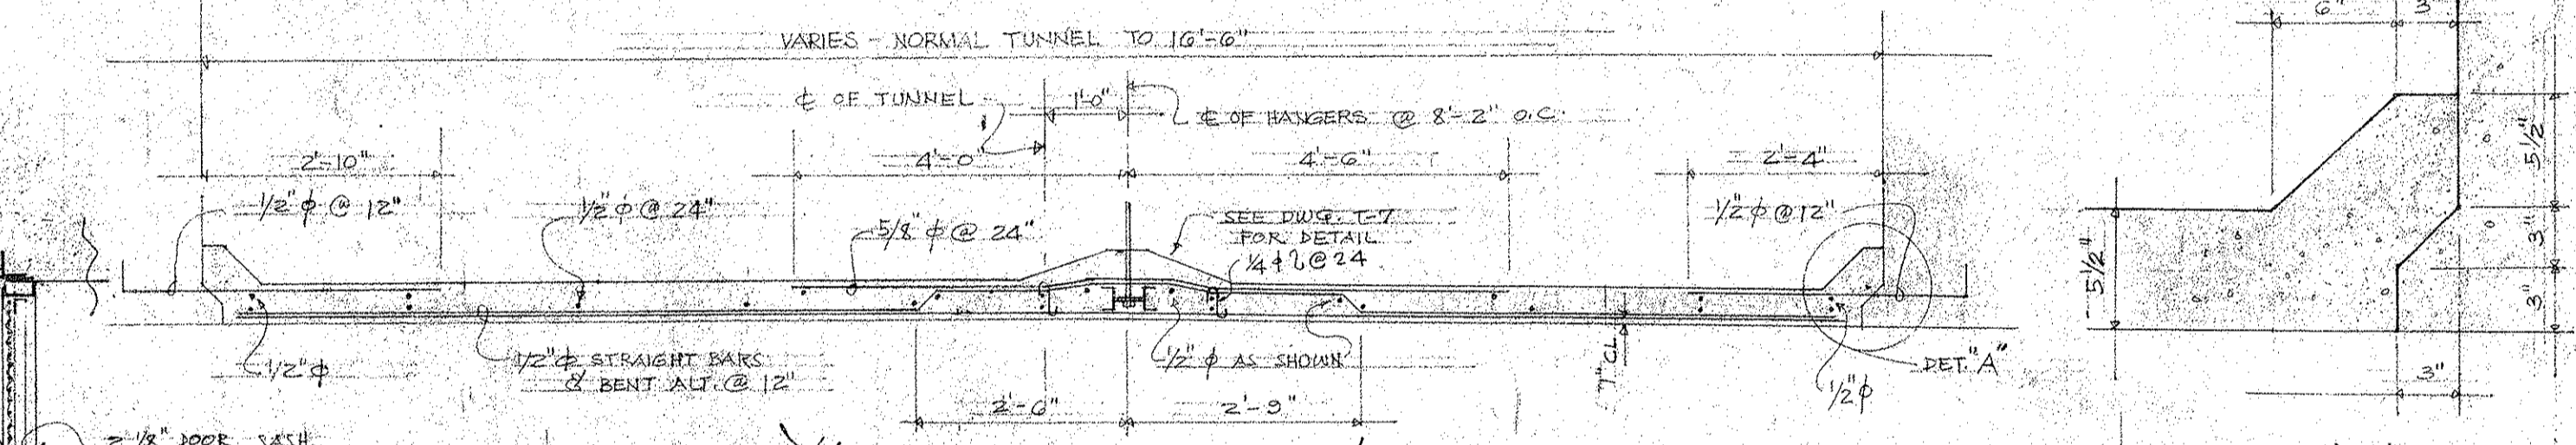 VARIES - NORMAL TUNNEL TO 16'-6"
6" 3"
℄ OF TUNNEL
1'-0"
℄ OF HANGERS @ 8'-2" O.C.
2'-10"
4'-0"
4'-6"
2'-4"
5 1/2"
1/2" ϕ @ 12"
1/2" ϕ @ 24"
5/8" ϕ @ 24"
SEE DWG. T-7
FOR DETAIL
1/4 ϕ @ 24
1/2" ϕ @ 12"
5 1/2"
3"
3"
1/2" ϕ
1/2" ϕ STRAIGHT BARS
& BENT ALT. @ 12"
1/2" ϕ AS SHOWN
1" CL
1/2" ϕ
DET. "A"
3"
2'-6"
2'-9"
2 1/8" DOOR SASH